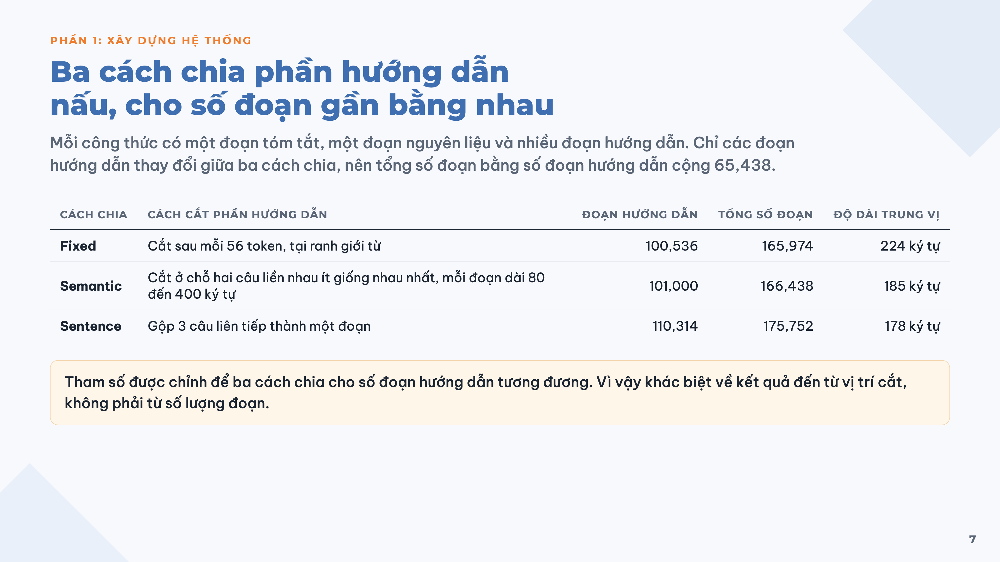 PHẦN 1: XÂY DỰNG HỆ THỐNG
Ba cách chia phần hướng dẫn
nấu, cho số đoạn gần bằng nhau
Mỗi công thức có một đoạn tóm tắt, một đoạn nguyên liệu và nhiều đoạn hướng dẫn. Chỉ các đoạn
hướng dẫn thay đổi giữa ba cách chia, nên tổng số đoạn bằng số đoạn hướng dẫn cộng 65,438.
CÁCH CHIA CÁCH CẮT PHẦN HƯỚNG DẪN ĐOẠN HƯỚNG DẪN TỔNG SỐ ĐOẠN ĐỘ DÀI TRUNG VỊ
Fixed Cắt sau mỗi 56 token, tại ranh giới từ 100,536 165,974 224 ký tự
Semantic Cắt ở chỗ hai câu liền nhau ít giống nhau nhất, mỗi đoạn dài 80
đến 400 ký tự 101,000 166,438 185 ký tự
Sentence Gộp 3 câu liên tiếp thành một đoạn 110,314 175,752 178 ký tự
Tham số được chỉnh để ba cách chia cho số đoạn hướng dẫn tương đương. Vì vậy khác biệt về kết quả đến từ vị trí cắt,
không phải từ số lượng đoạn.
7